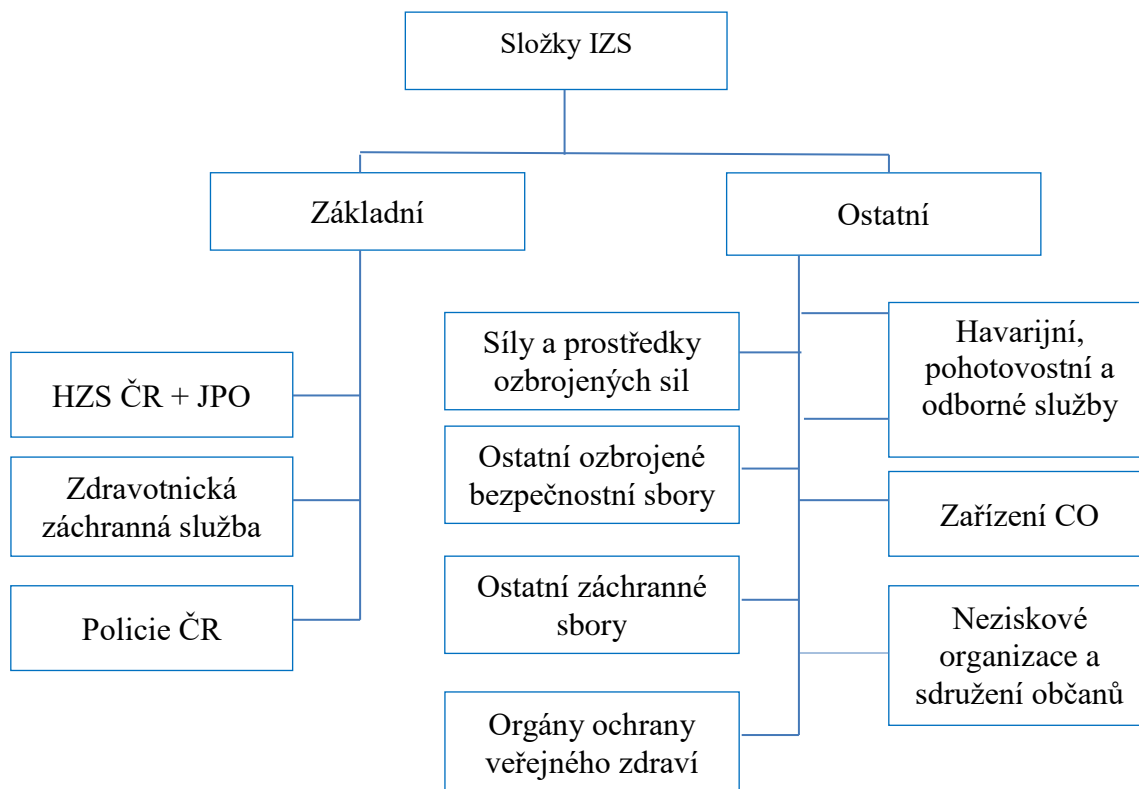 Složky IZS
Základní
Ostatní
HZS ČR + JPO
Zdravotnická
záchranná služba
Policie ČR
Síly a prostředky
ozbrojených sil
Ostatní ozbrojené
bezpečnostní sbory
Ostatní záchranné
sbory
Orgány ochrany
veřejného zdraví
Havarijní,
pohotovostní a
odborné služby
Zařízení CO
Neziskové
organizace a
sdružení občanů